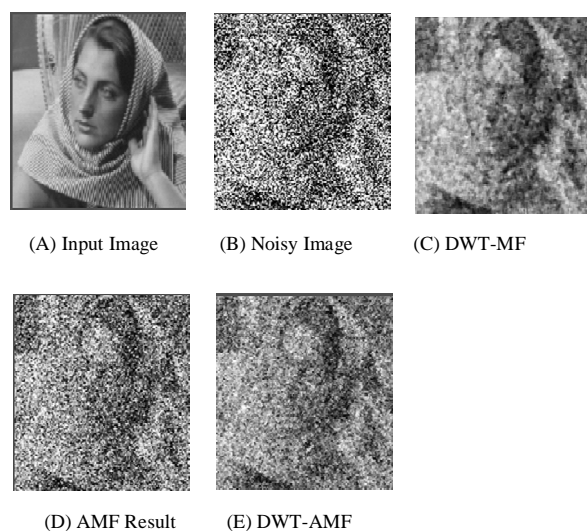 (A) Input Image (B) Noisy Image (C) DWT-MF
(D) AMF Result (E) DWT-AMF